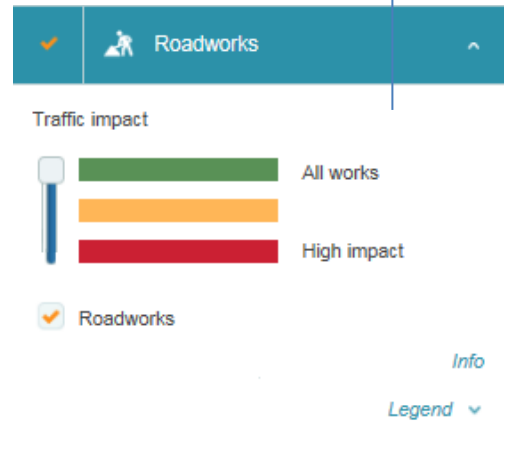 Roadworks
Traffic impact
All works
High impact
Roadworks
Info
Legend